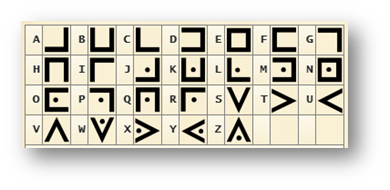 A B C D E F G
H I J K L M N
O P Q R S T U
V W X Y Z